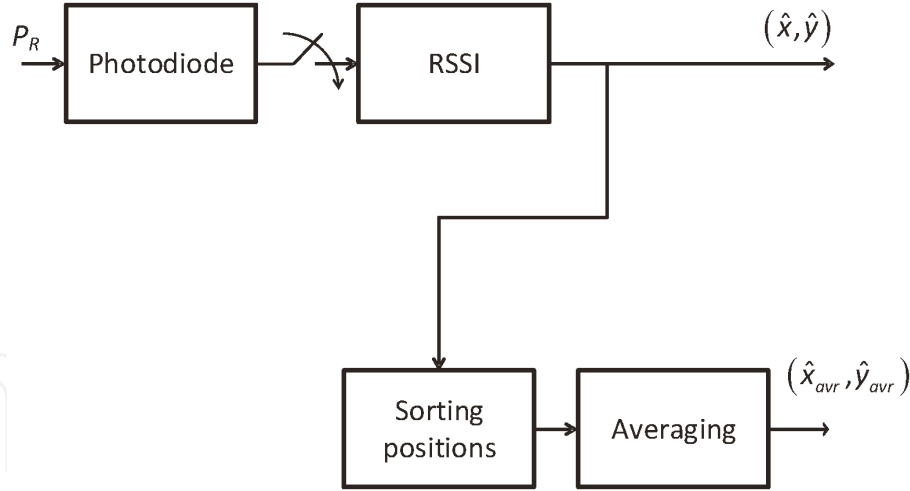 P_R
Photodiode
RSSI
(x̂,ŷ)
Sorting
positions
Averaging
(x̂_avr,ŷ_avr)